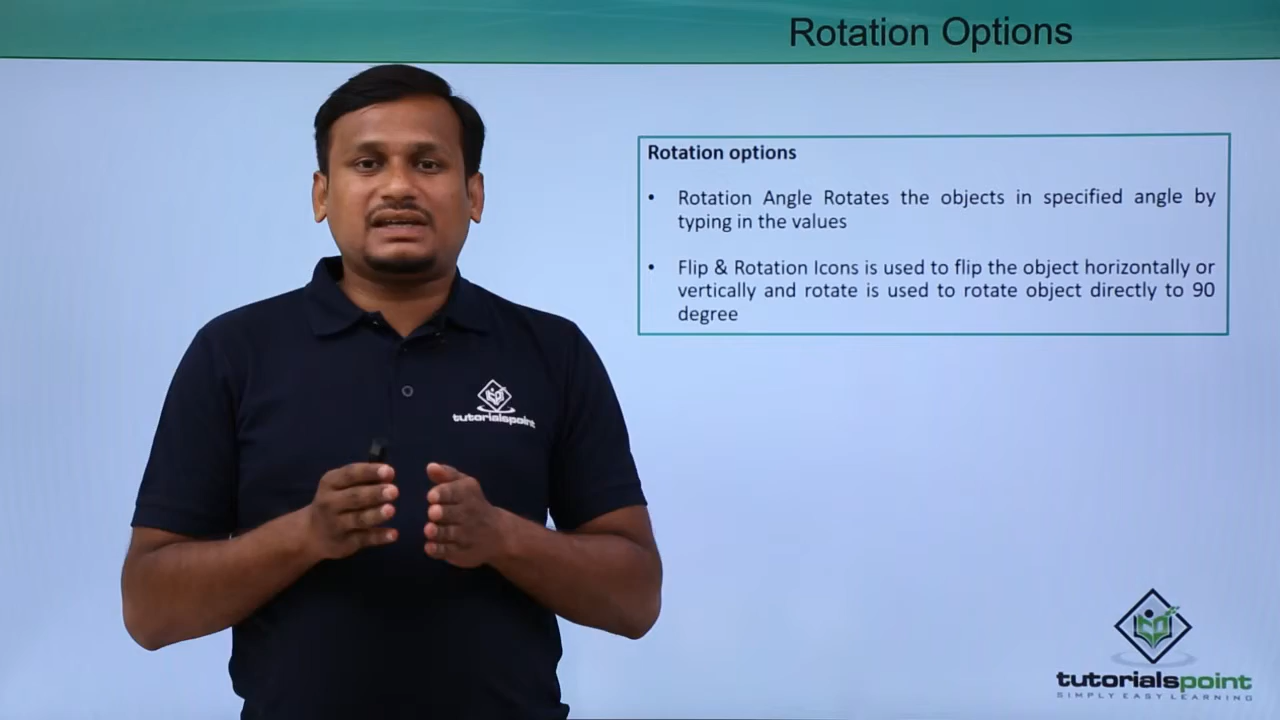 Rotation Options
Rotation options
• Rotation Angle Rotates the objects in specified angle by
typing in the values
• Flip & Rotation Icons is used to flip the object horizontally or
vertically and rotate is used to rotate object directly to 90
degree
tutorialspoint
tutorialspoint
SIMPLY EASY LEARNING